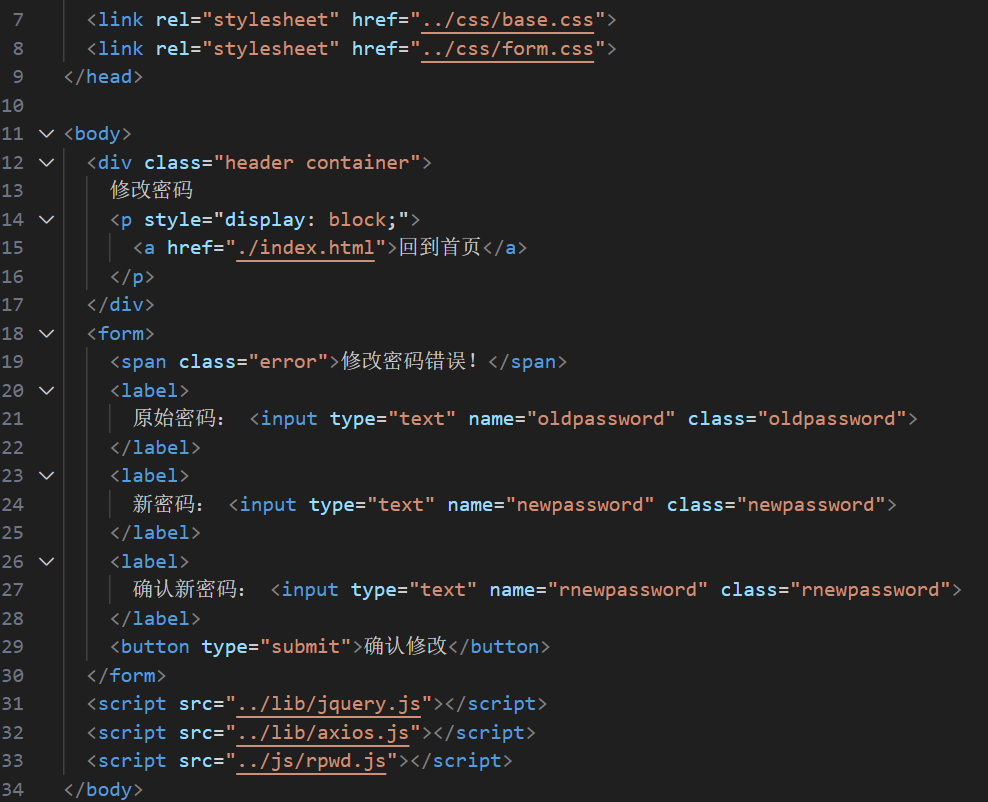 7 <link rel="stylesheet" href="../css/base.css">
8 <link rel="stylesheet" href="../css/form.css">
9 </head>
10
11 <body>
12 <div class="header container">
13 修改密码
14 <p style="display: block;">
15 <a href="./index.html">回到首页</a>
16 </p>
17 </div>
18 <form>
19 <span class="error">修改密码错误！</span>
20 <label>
21 原始密码： <input type="text" name="oldpassword" class="oldpassword">
22 </label>
23 <label>
24 新密码： <input type="text" name="newpassword" class="newpassword">
25 </label>
26 <label>
27 确认新密码： <input type="text" name="rnewpassword" class="rnewpassword">
28 </label>
29 <button type="submit">确认修改</button>
30 </form>
31 <script src="../lib/jquery.js"></script>
32 <script src="../lib/axios.js"></script>
33 <script src="../js/rpwd.js"></script>
34 </body>